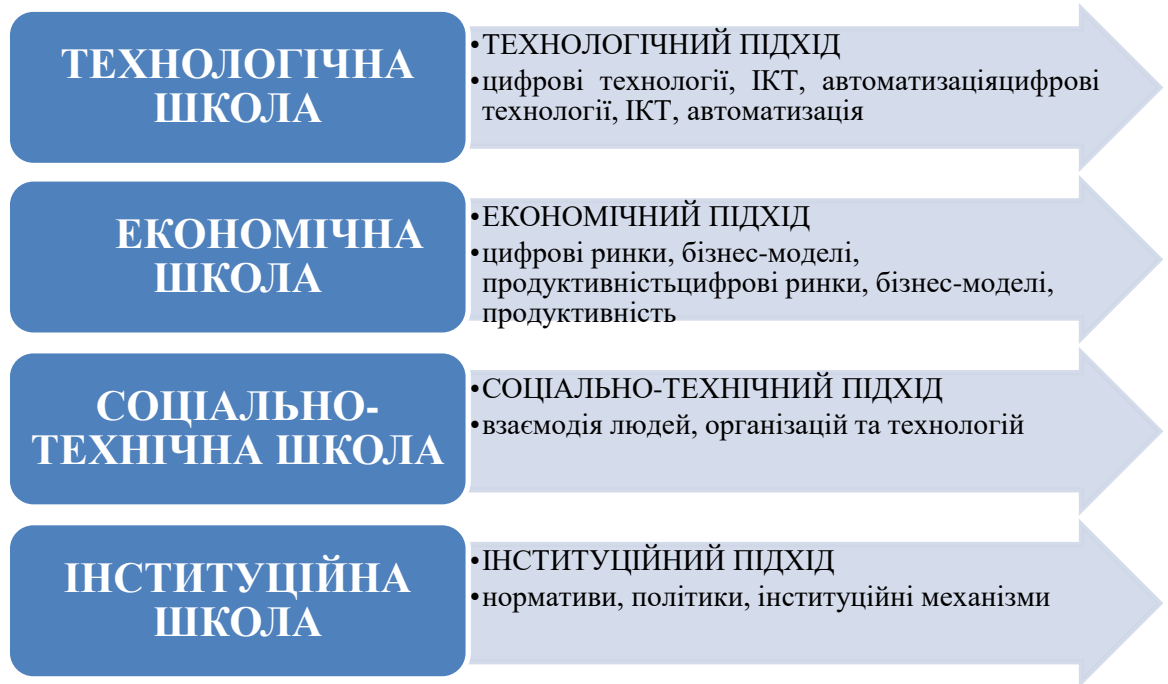 ТЕХНОЛОГІЧНА
ШКОЛА
•ТЕХНОЛОГІЧНИЙ ПІДХІД
•цифрові технології, ІКТ, автоматизаціяцифрові
технології, ІКТ, автоматизація
ЕКОНОМІЧНА
ШКОЛА
•ЕКОНОМІЧНИЙ ПІДХІД
•цифрові ринки, бізнес-моделі,
продуктивністьцифрові ринки, бізнес-моделі,
продуктивність
СОЦІАЛЬНО-
ТЕХНІЧНА ШКОЛА
•СОЦІАЛЬНО-ТЕХНІЧНИЙ ПІДХІД
•взаємодія людей, організацій та технологій
ІНСТИТУЦІЙНА
ШКОЛА
•ІНСТИТУЦІЙНИЙ ПІДХІД
•нормативи, політики, інституційні механізми